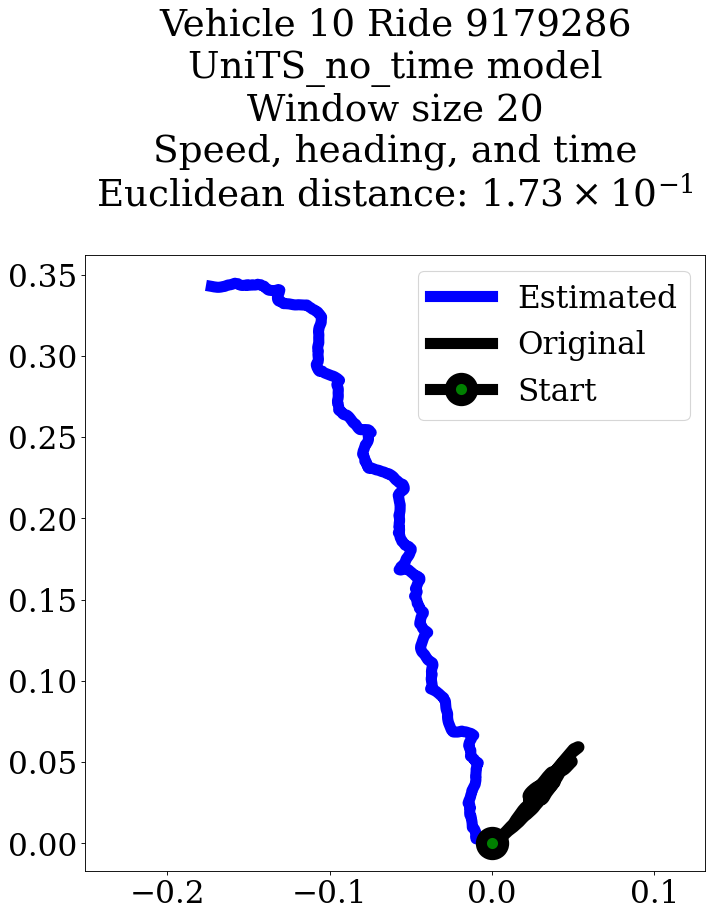 Vehicle 10 Ride 9179286
UniTS_no_time model
Window size 20
Speed, heading, and time
Euclidean distance: 1.73 × 10⁻¹
0.35
0.30
0.25
0.20
0.15
0.10
0.05
0.00
Estimated
Original
Start
−0.2
−0.1
0.0
0.1